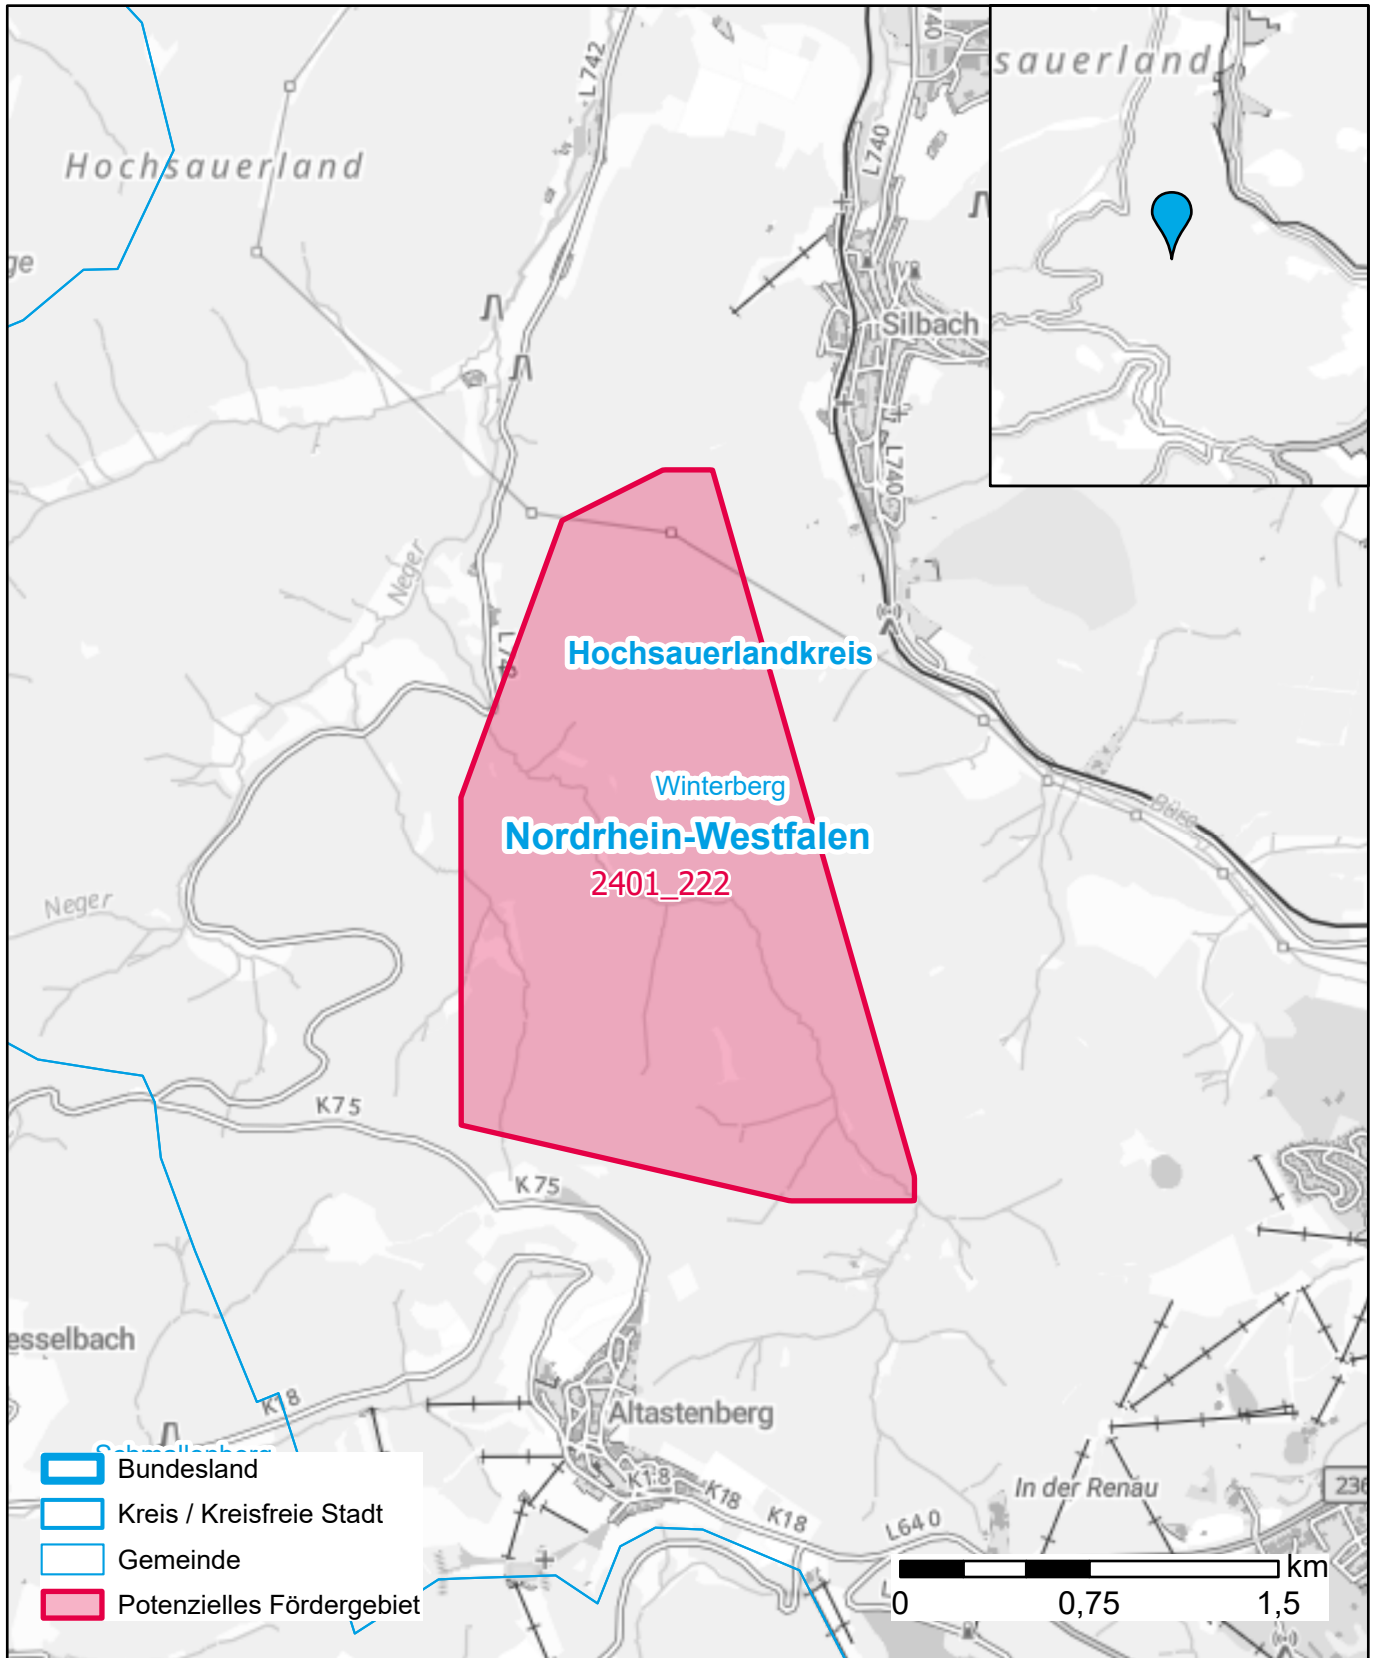 L742
L740
sauerland
Hochsauerland
L740
Silbach
L740
Neger
Hochsauerlandkreis
Winterberg
Nordrhein-Westfalen
2401_222
Neger
K75
K75
esselbach
K18
Altastenberg
K18
K18
K18
L640
In der Renau
236
Bundesland
Kreis / Kreisfreie Stadt
Gemeinde
Potenzielles Fördergebiet
km
0 0,75 1,5